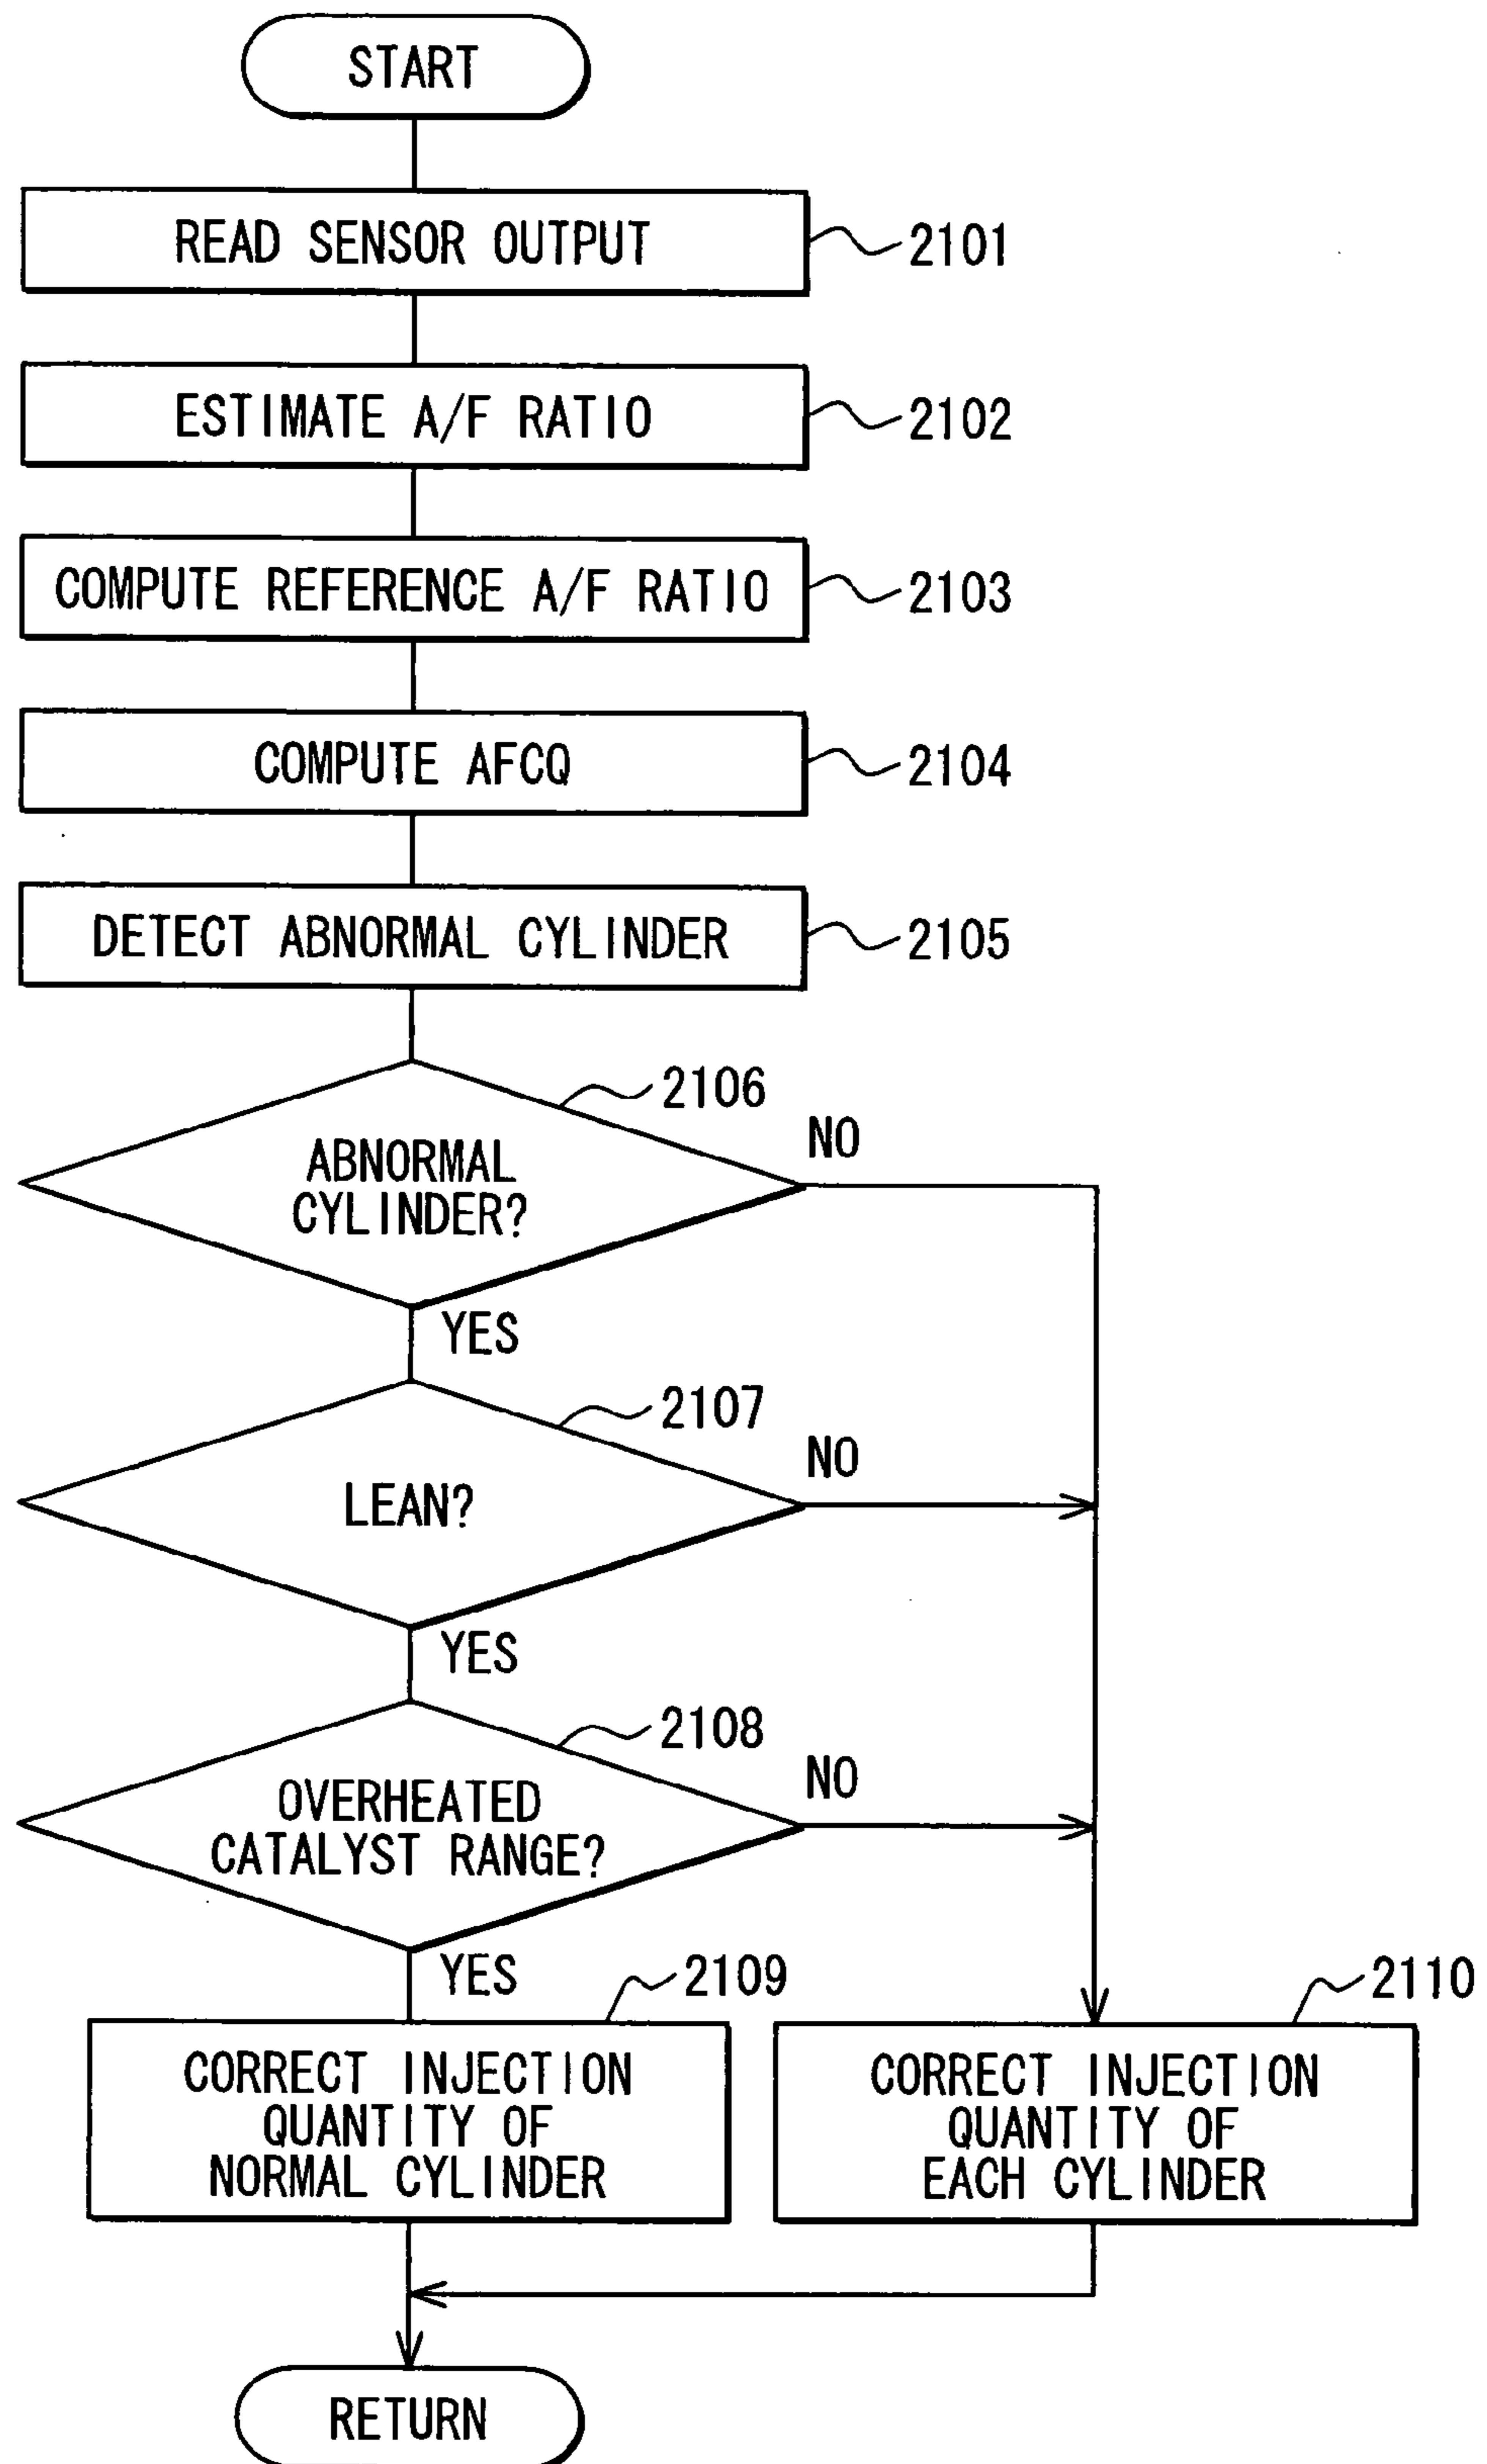 START
READ SENSOR OUTPUT
2101
ESTIMATE A/F RATIO
2102
COMPUTE REFERENCE A/F RATIO
2103
COMPUTE AFCQ
2104
DETECT ABNORMAL CYLINDER
2105
2106
NO
ABNORMAL
CYLINDER?
YES
2107
NO
LEAN?
YES
2108
NO
OVERHEATED
CATALYST RANGE?
YES
2109
CORRECT INJECTION
QUANTITY OF
NORMAL CYLINDER
2110
CORRECT INJECTION
QUANTITY OF
EACH CYLINDER
RETURN